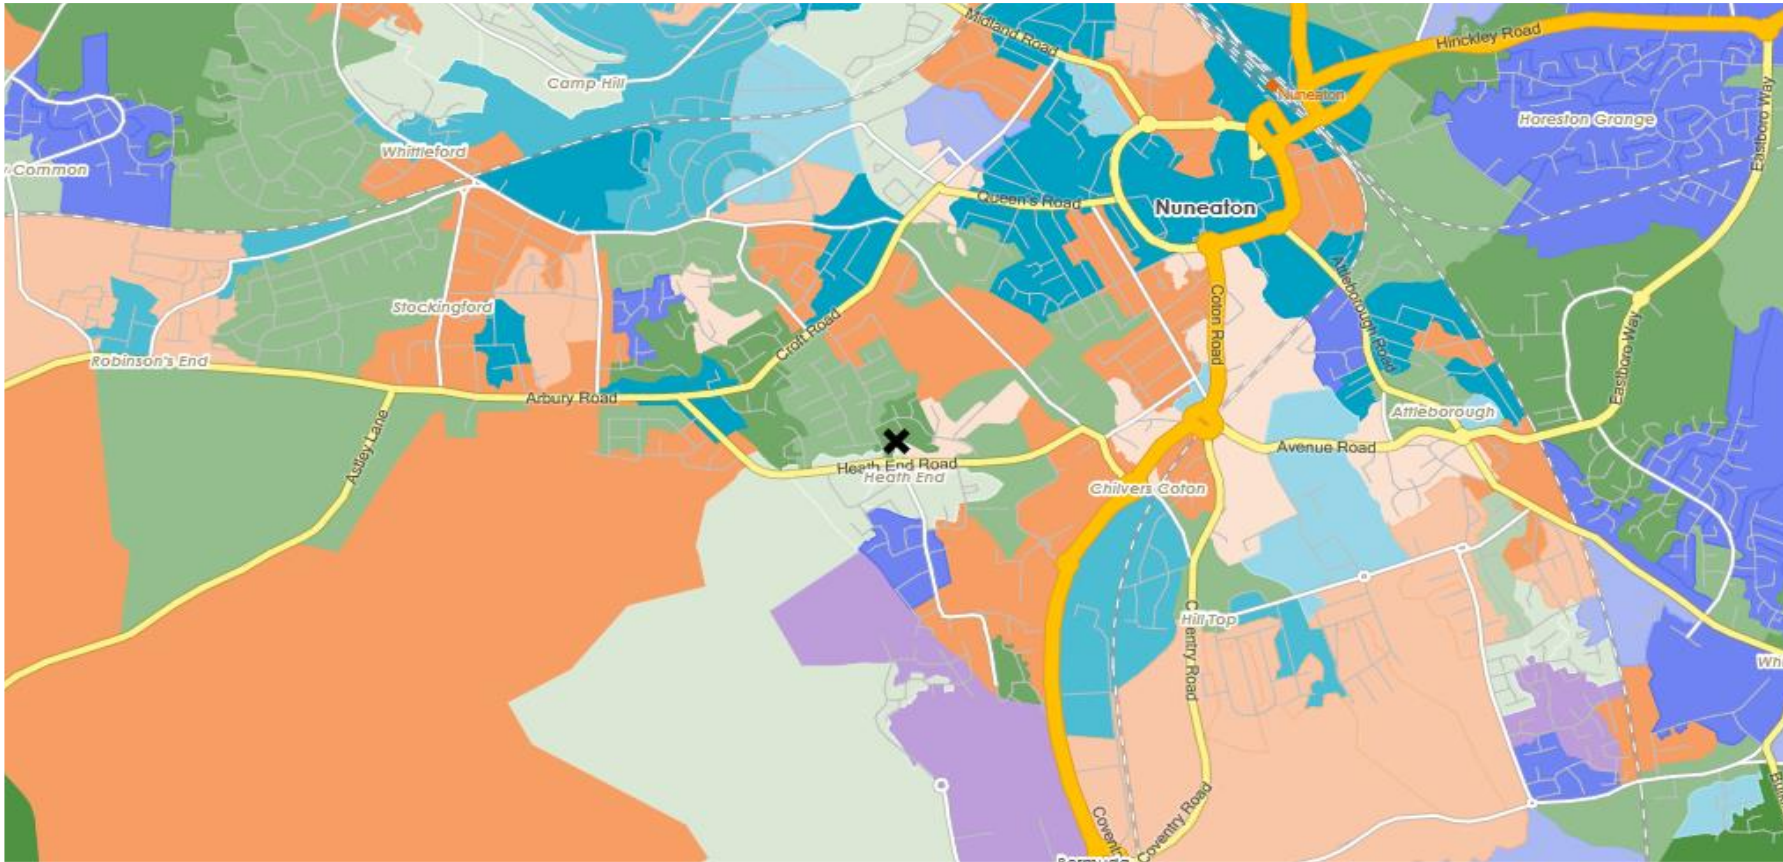 Midland Road
Hinckley Road
Camp Hill
Nuneaton
Horeston Grange
Eastboro Way
Whittleford
Common
Queen's Road
Nuneaton
Attleborough Road
Stockingford
Coton Road
Croft Road
Eastboro Way
Robinson's End
Arbury Road
Attleborough
Astley Lane
Avenue Road
Heath End Road
Heath End
Chilvers Coton
Hill Top
Coventry Road
Coventry Road